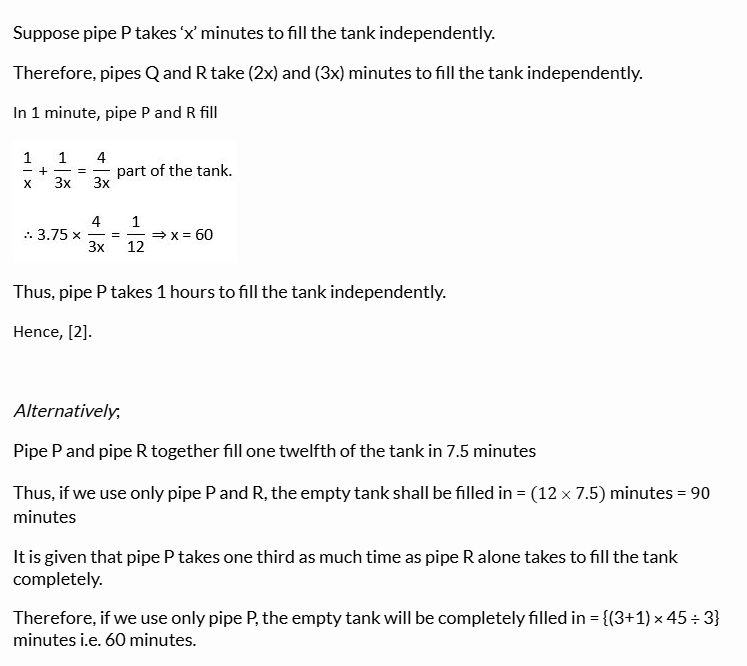 Suppose pipe P takes ‘x’ minutes to fill the tank independently.
Therefore, pipes Q and R take (2x) and (3x) minutes to fill the tank independently.
In 1 minute, pipe P and R fill
1/x + 1/3x = 4/3x part of the tank.
∴ 3.75 × 4/3x = 1/12 ⇒ x = 60
Thus, pipe P takes 1 hours to fill the tank independently.
Hence, [2].
Alternatively;
Pipe P and pipe R together fill one twelfth of the tank in 7.5 minutes
Thus, if we use only pipe P and R, the empty tank shall be filled in = (12 × 7.5) minutes = 90
minutes
It is given that pipe P takes one third as much time as pipe R alone takes to fill the tank
completely.
Therefore, if we use only pipe P, the empty tank will be completely filled in = {(3+1) × 45 ÷ 3}
minutes i.e. 60 minutes.